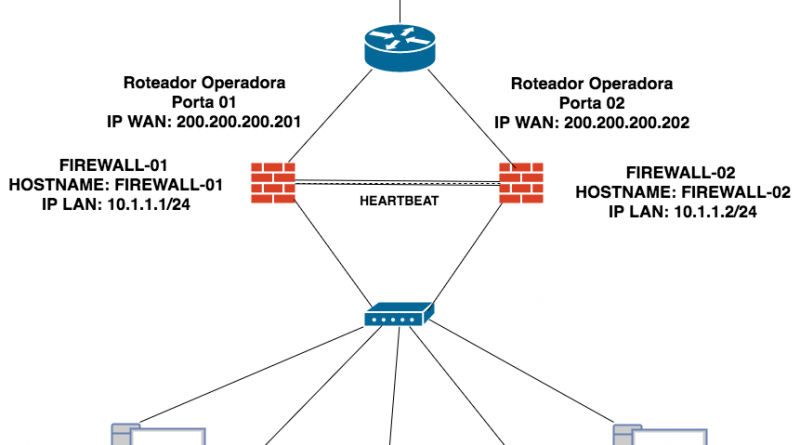 Roteador Operadora
Porta 01
IP WAN: 200.200.200.201
Roteador Operadora
Porta 02
IP WAN: 200.200.200.202
FIREWALL-01
HOSTNAME: FIREWALL-01
IP LAN: 10.1.1.1/24
HEARTBEAT
FIREWALL-02
HOSTNAME: FIREWALL-02
IP LAN: 10.1.1.2/24